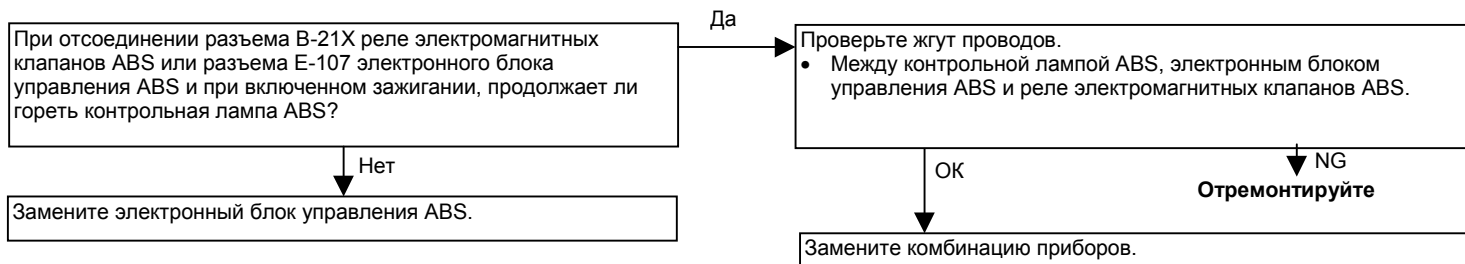 При отсоединении разъема B-21X реле электромагнитных
клапанов ABS или разъема E-107 электронного блока
управления ABS и при включенном зажигании, продолжает ли
гореть контрольная лампа ABS?
Да
Проверьте жгут проводов.
• Между контрольной лампой ABS, электронным блоком
управления ABS и реле электромагнитных клапанов ABS.
Нет
ОК
NG
Отремонтируйте
Замените электронный блок управления ABS.
Замените комбинацию приборов.